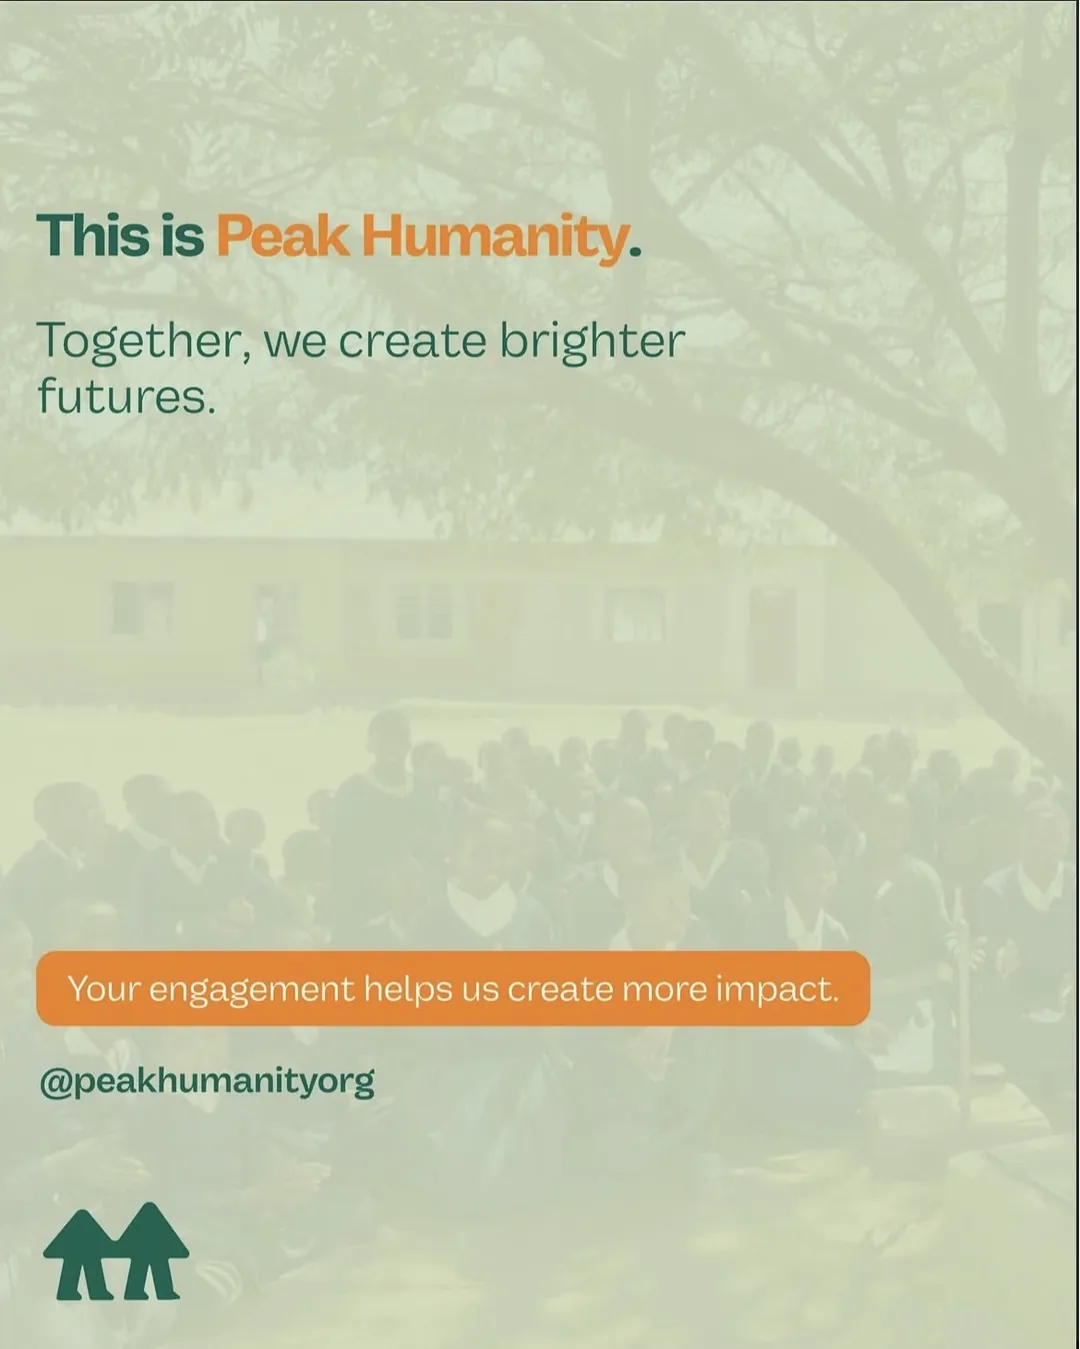 This is Peak Humanity.
Together, we create brighter
futures.
Your engagement helps us create more impact.
@peakhumanityorg